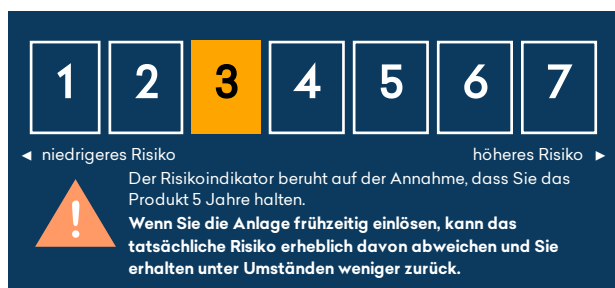 1 2 3 4 5 6 7
◄ niedrigeres Risiko höheres Risiko ►
Der Risikoindikator beruht auf der Annahme, dass Sie das
Produkt 5 Jahre halten.
Wenn Sie die Anlage frühzeitig einlösen, kann das
tatsächliche Risiko erheblich davon abweichen und Sie
erhalten unter Umständen weniger zurück.